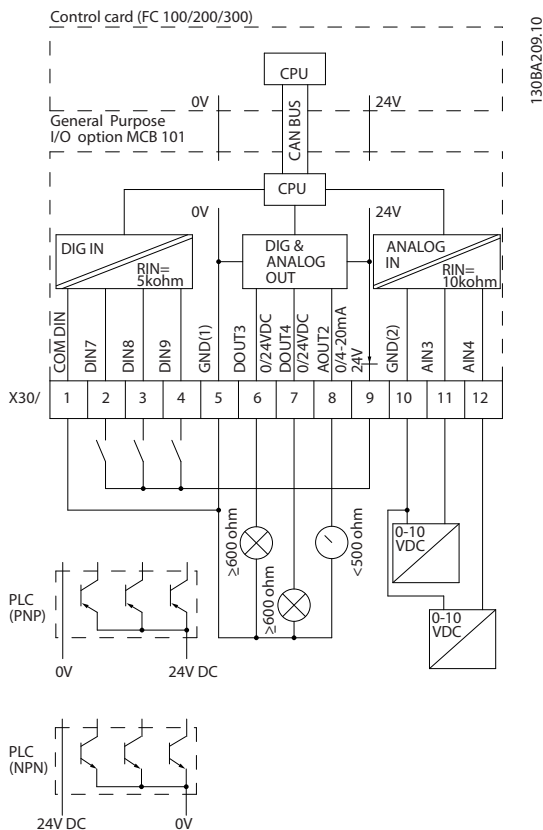 Control card (FC 100/200/300)
130BA209.10
CPU
0V
24V
CAN BUS
General Purpose
I/O option MCB 101
CPU
0V
24V
DIG IN
RIN=
5kohm
DIG &
ANALOG
OUT
ANALOG
IN
RIN=
10kohm
COM DIN
DIN7
DIN8
DIN9
GND(1)
DOUT3
0/24VDC
DOUT4
0/24VDC
AOUT2
0/4-20mA
24V
GND(2)
AIN3
AIN4
X30/ 1 2 3 4 5 6 7 8 9 10 11 12
≥600 ohm
≥600 ohm
<500 ohm
0-10
VDC
0-10
VDC
PLC
(PNP)
0V 24V DC
PLC
(NPN)
24V DC 0V